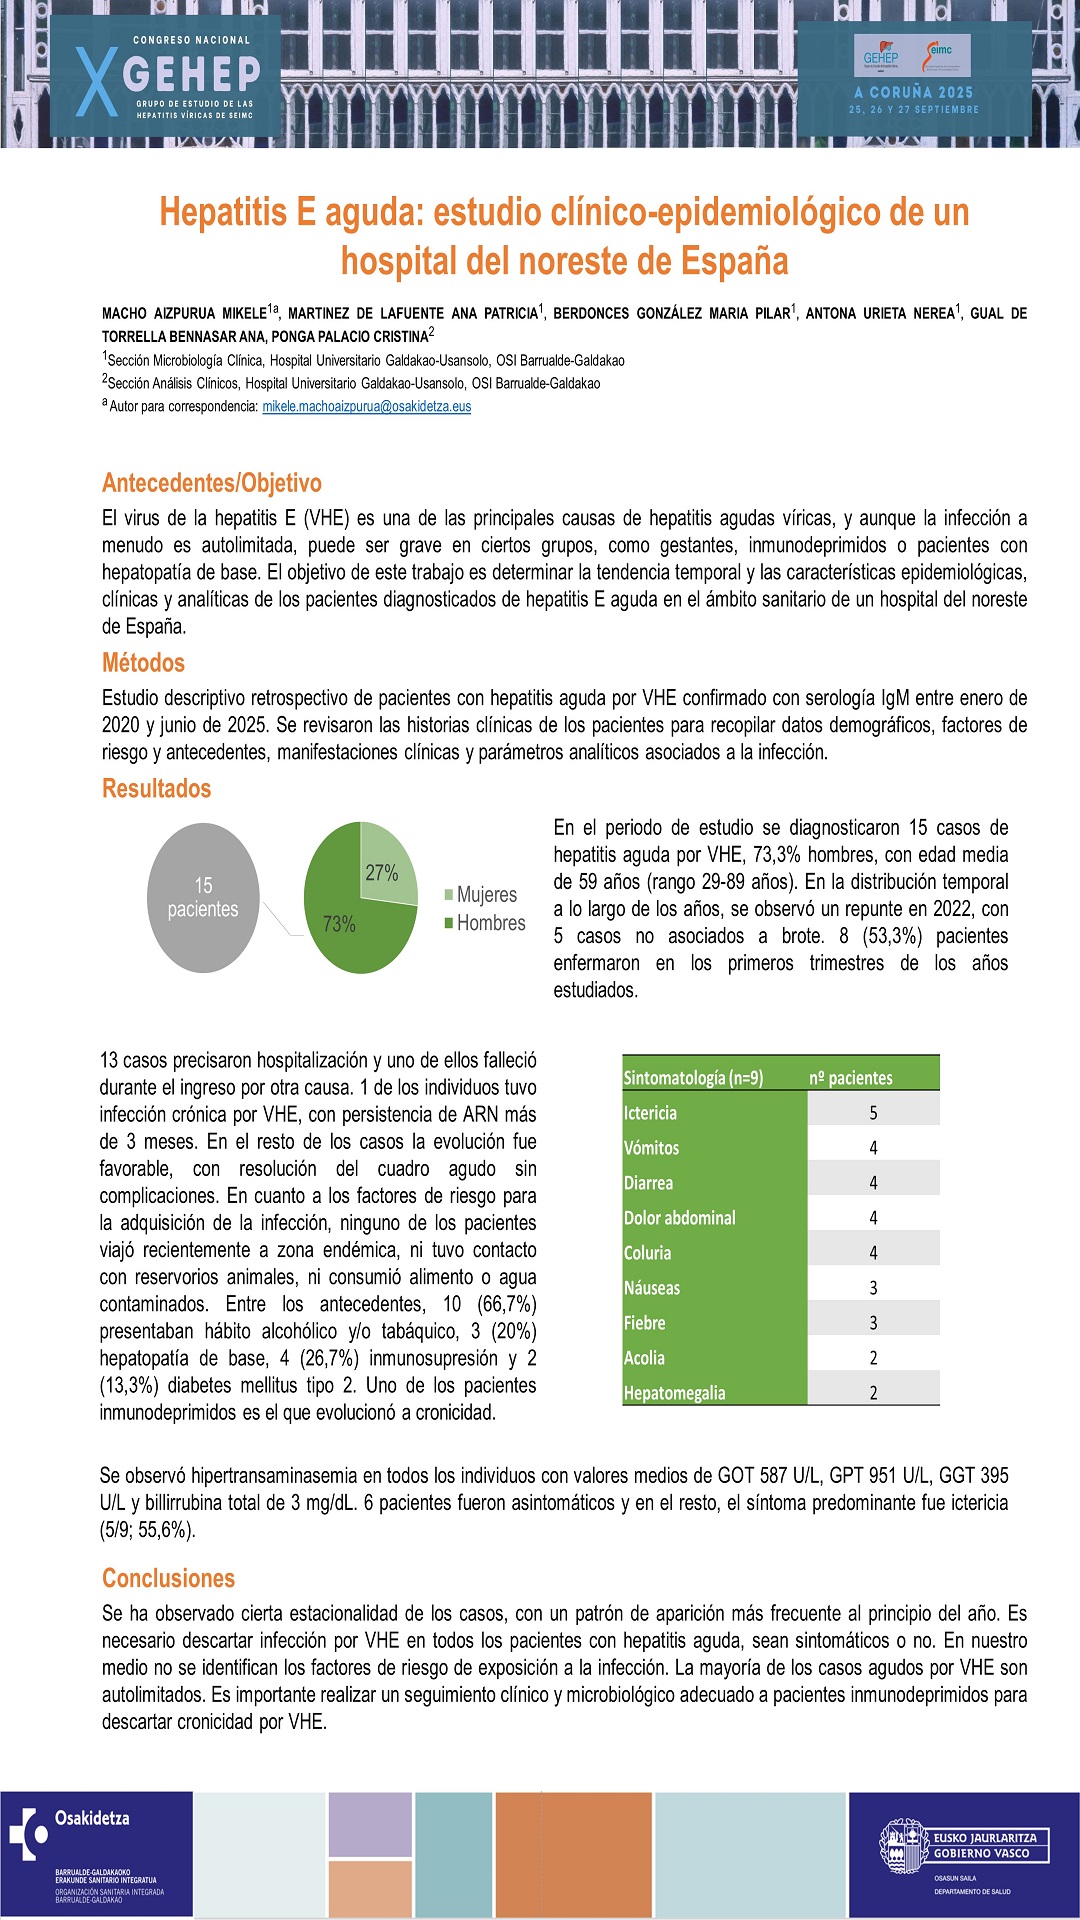 CONGRESO NACIONAL
X GEHEP
GRUPO DE ESTUDIO DE LAS
HEPATITIS VÍRICAS DE SEIMC
GEHEP
seimc
A CORUÑA 2025
25, 26 Y 27 SEPTIEMBRE
Hepatitis E aguda: estudio clínico-epidemiológico de un
hospital del noreste de España
MACHO AIZPURUA MIKELE1a, MARTINEZ DE LAFUENTE ANA PATRICIA1, BERDONCES GONZÁLEZ MARIA PILAR1, ANTONA URIETA NEREA1, GUAL DE
TORRELLA BENNASAR ANA, PONGA PALACIO CRISTINA2
1Sección Microbiología Clínica, Hospital Universitario Galdakao-Usansolo, OSI Barrualde-Galdakao
2Sección Análisis Clínicos, Hospital Universitario Galdakao-Usansolo, OSI Barrualde-Galdakao
a Autor para correspondencia: mikele.machoaizpurua@osakidetza.eus
Antecedentes/Objetivo
El virus de la hepatitis E (VHE) es una de las principales causas de hepatitis agudas víricas, y aunque la infección a
menudo es autolimitada, puede ser grave en ciertos grupos, como gestantes, inmunodeprimidos o pacientes con
hepatopatía de base. El objetivo de este trabajo es determinar la tendencia temporal y las características epidemiológicas,
clínicas y analíticas de los pacientes diagnosticados de hepatitis E aguda en el ámbito sanitario de un hospital del noreste
de España.
Métodos
Estudio descriptivo retrospectivo de pacientes con hepatitis aguda por VHE confirmado con serología IgM entre enero de
2020 y junio de 2025. Se revisaron las historias clínicas de los pacientes para recopilar datos demográficos, factores de
riesgo y antecedentes, manifestaciones clínicas y parámetros analíticos asociados a la infección.
Resultados
15
pacientes
27%
73%
Mujeres
Hombres
En el periodo de estudio se diagnosticaron 15 casos de
hepatitis aguda por VHE, 73,3% hombres, con edad media
de 59 años (rango 29-89 años). En la distribución temporal
a lo largo de los años, se observó un repunte en 2022, con
5 casos no asociados a brote. 8 (53,3%) pacientes
enfermaron en los primeros trimestres de los años
estudiados.
13 casos precisaron hospitalización y uno de ellos falleció
durante el ingreso por otra causa. 1 de los individuos tuvo
infección crónica por VHE, con persistencia de ARN más
de 3 meses. En el resto de los casos la evolución fue
favorable, con resolución del cuadro agudo sin
complicaciones. En cuanto a los factores de riesgo para
la adquisición de la infección, ninguno de los pacientes
viajó recientemente a zona endémica, ni tuvo contacto
con reservorios animales, ni consumió alimento o agua
contaminados. Entre los antecedentes, 10 (66,7%)
presentaban hábito alcohólico y/o tabáquico, 3 (20%)
hepatopatía de base, 4 (26,7%) inmunosupresión y 2
(13,3%) diabetes mellitus tipo 2. Uno de los pacientes
inmunodeprimidos es el que evolucionó a cronicidad.
Sintomatología (n=9) nº pacientes
Ictericia 5
Vómitos 4
Diarrea 4
Dolor abdominal 4
Coluria 4
Náuseas 3
Fiebre 3
Acolia 2
Hepatomegalia 2
Se observó hipertransaminasemia en todos los individuos con valores medios de GOT 587 U/L, GPT 951 U/L, GGT 395
U/L y billirrubina total de 3 mg/dL. 6 pacientes fueron asintomáticos y en el resto, el síntoma predominante fue ictericia
(5/9; 55,6%).
Conclusiones
Se ha observado cierta estacionalidad de los casos, con un patrón de aparición más frecuente al principio del año. Es
necesario descartar infección por VHE en todos los pacientes con hepatitis aguda, sean sintomáticos o no. En nuestro
medio no se identifican los factores de riesgo de exposición a la infección. La mayoría de los casos agudos por VHE son
autolimitados. Es importante realizar un seguimiento clínico y microbiológico adecuado a pacientes inmunodeprimidos para
descartar cronicidad por VHE.
Osakidetza
BARRUALDE-GALDAKAOKO
ERAKUNDE SANITARIO INTEGRATUA
ORGANIZACIÓN SANITARIA INTEGRADA
BARRUALDE-GALDAKAO
EUSKO JAURLARITZA
GOBIERNO VASCO
OSASUN SAILA
DEPARTAMENTO DE SALUD